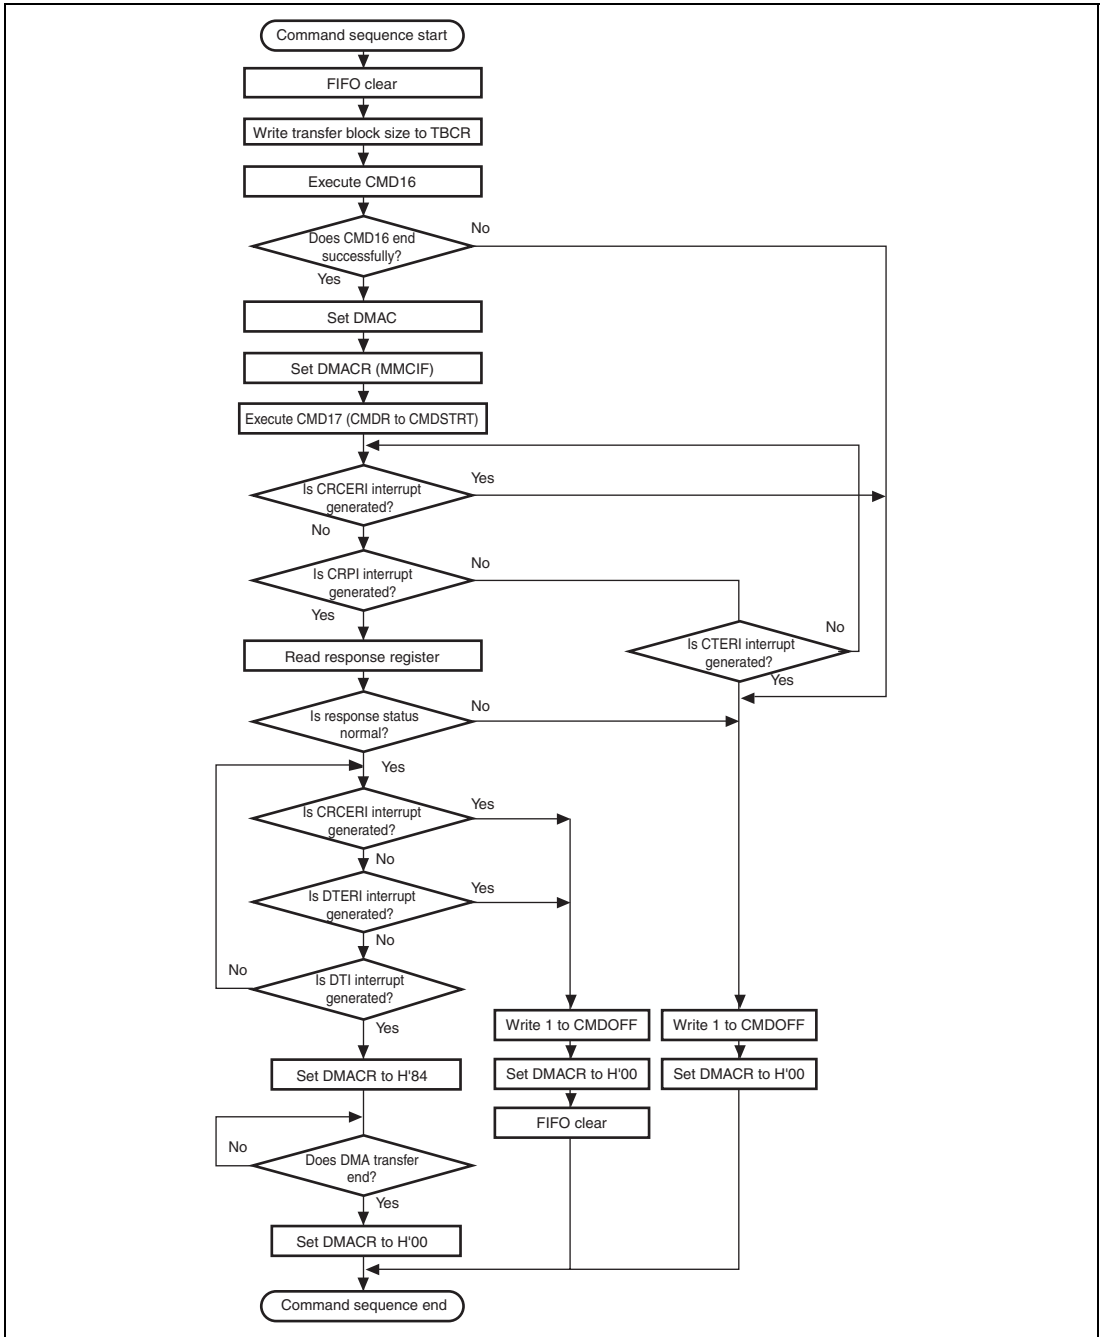 Command sequence start
FIFO clear
Write transfer block size to TBCR
Execute CMD16
No
Does CMD16 end
successfully?
Yes
Set DMAC
Set DMACR (MMCIF)
Execute CMD17 (CMDR to CMDSTRT)
Yes
Is CRCERI interrupt
generated?
No
No
Is CRPI interrupt
generated?
Yes
No
Is CTERI interrupt
generated?
Yes
Read response register
No
Is response status
normal?
Yes
Yes
Is CRCERI interrupt
generated?
No
Yes
Is DTERI interrupt
generated?
No
No
Is DTI interrupt
generated?
Yes
Write 1 to CMDOFF
Write 1 to CMDOFF
Set DMACR to H'84
Set DMACR to H'00
Set DMACR to H'00
FIFO clear
No
Does DMA transfer
end?
Yes
Set DMACR to H'00
Command sequence end